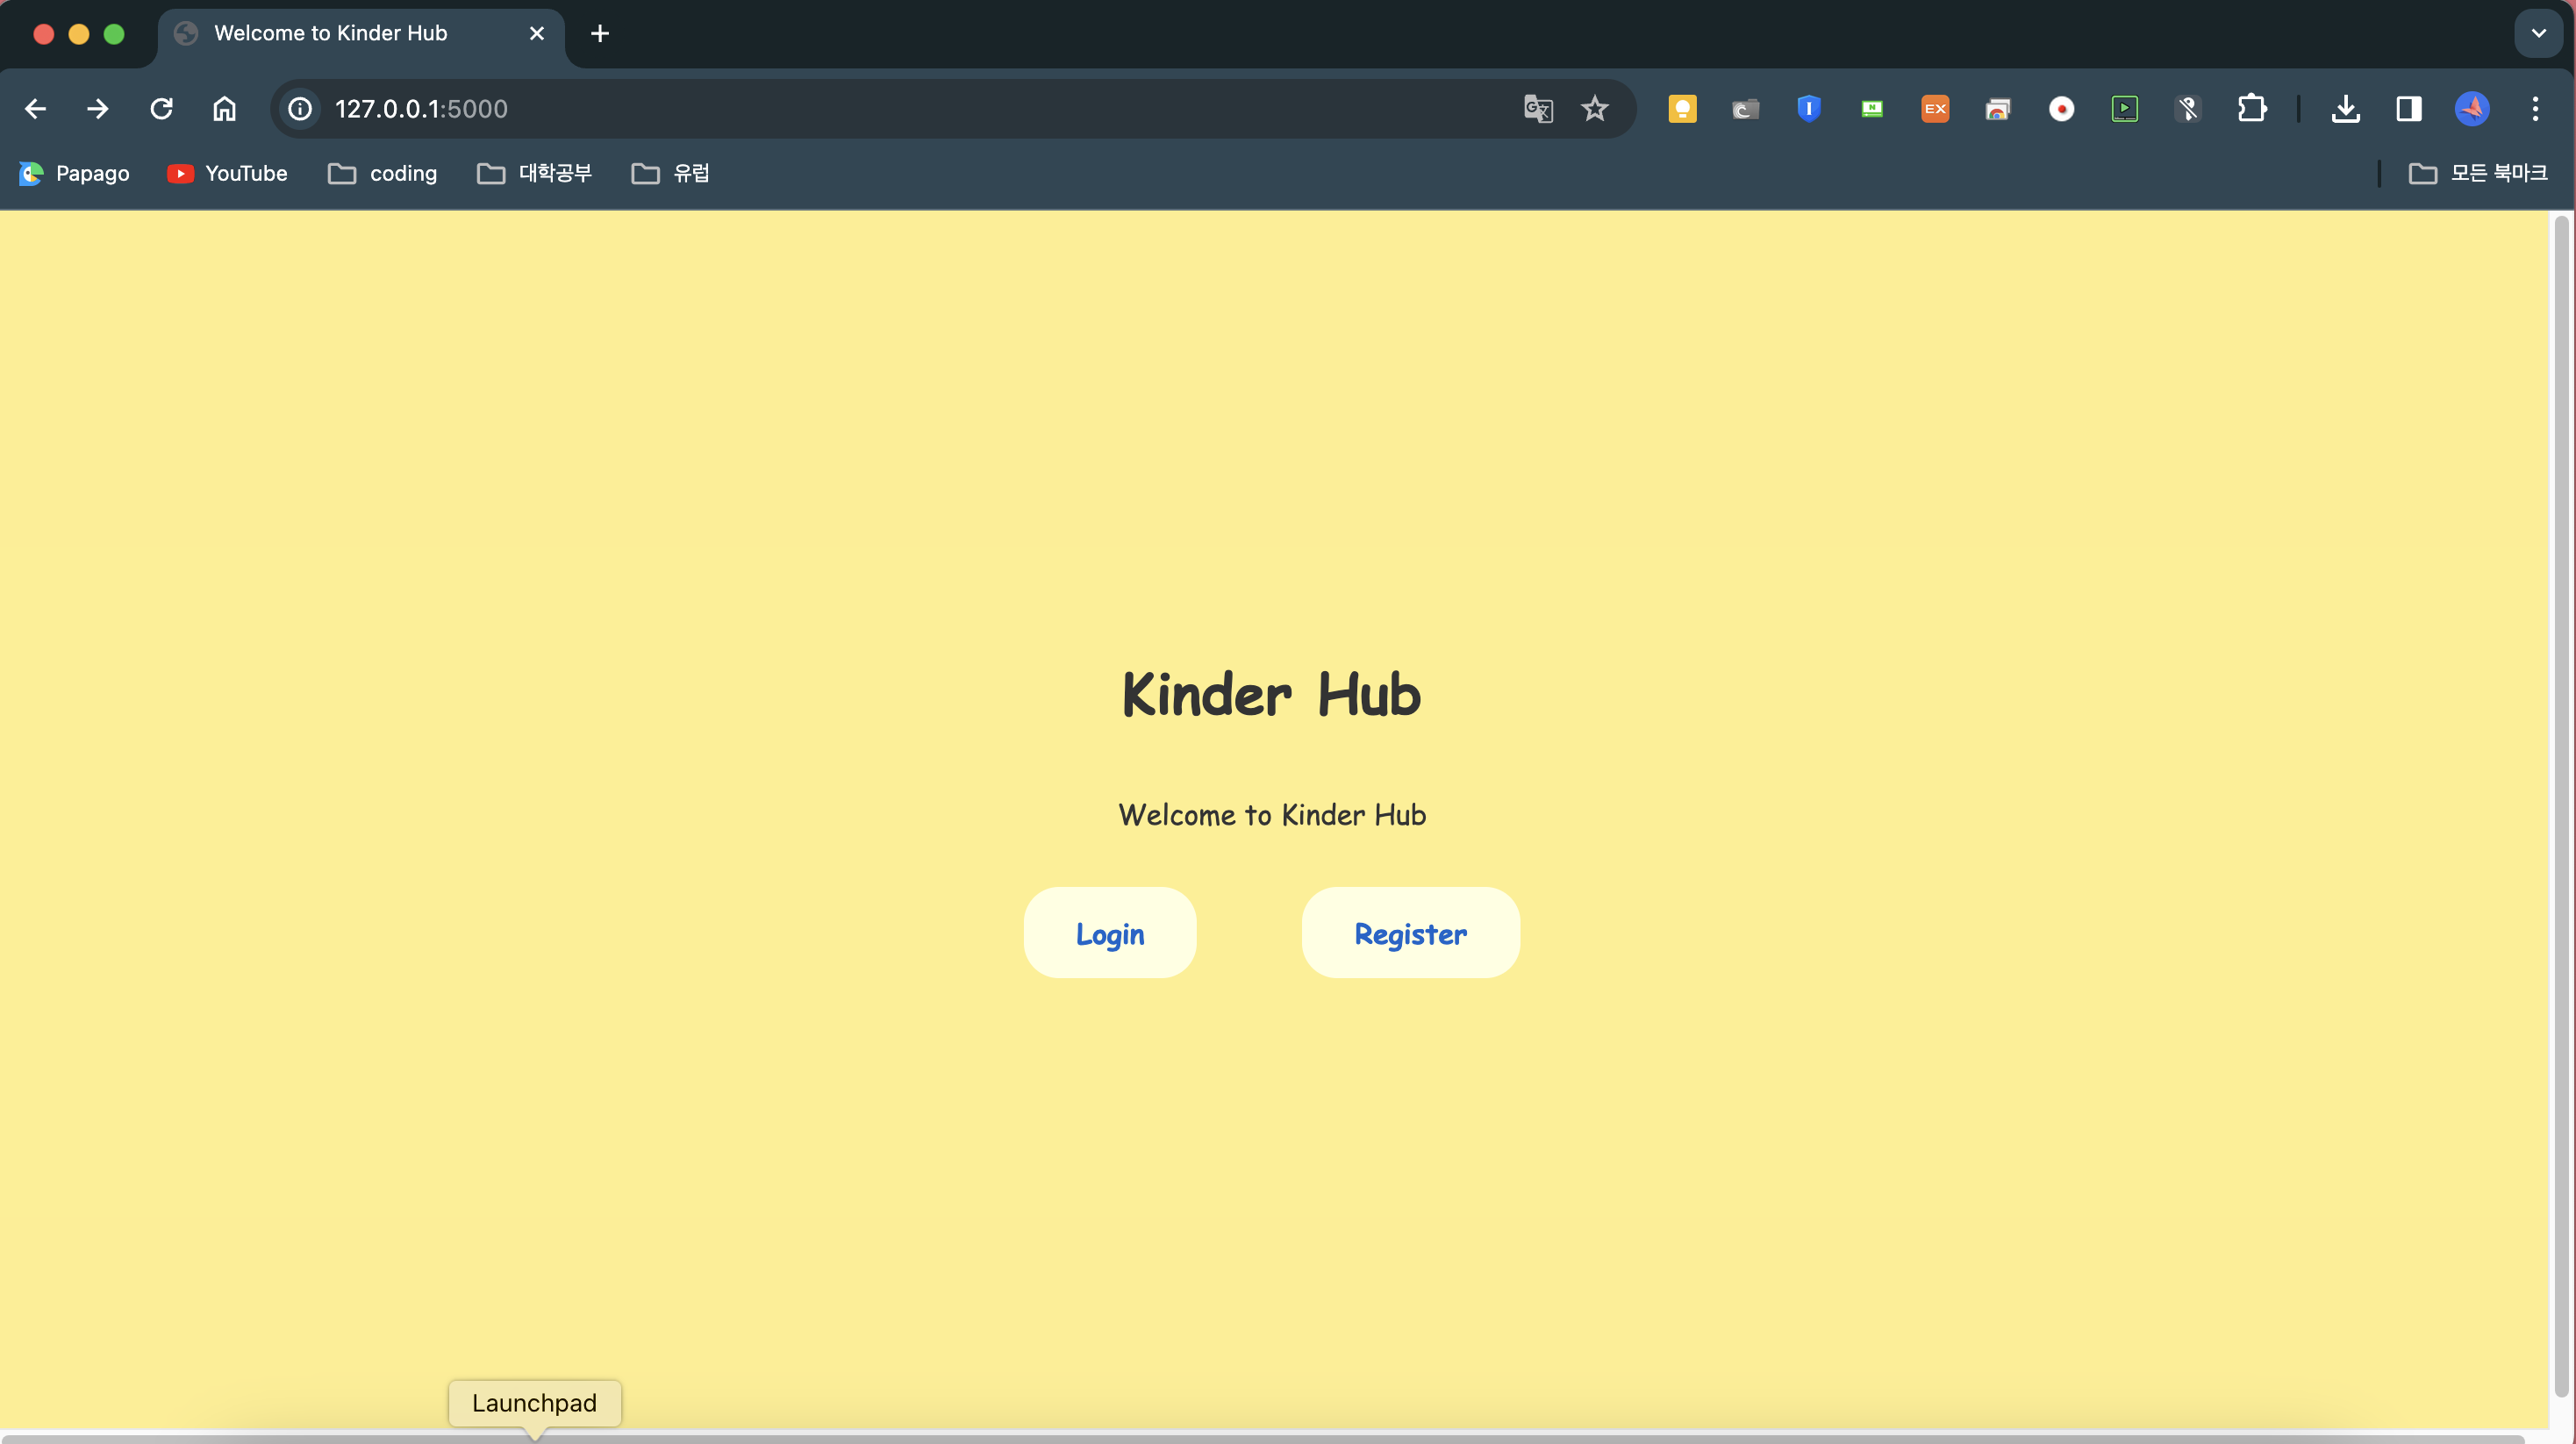 Welcome to Kinder Hub
127.0.0.1:5000
EX
Papago YouTube coding 대학공부 유럽 모든 북마크
Kinder Hub
Welcome to Kinder Hub
Login Register
Launchpad